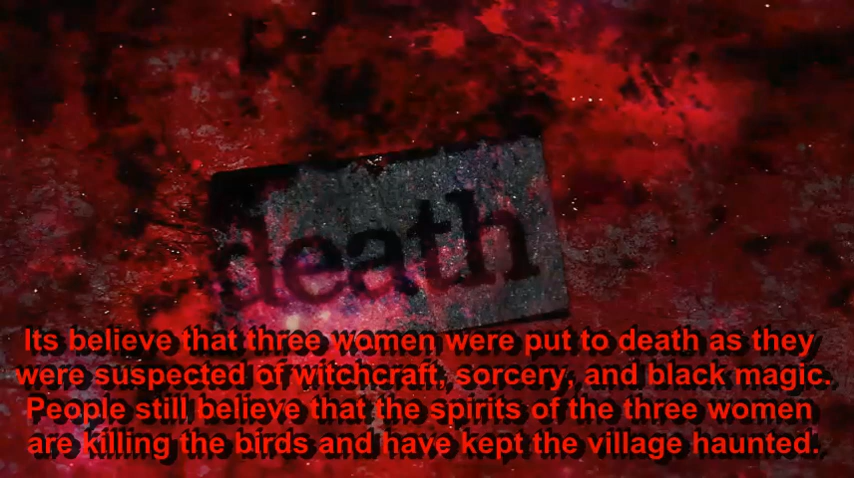 death
Its believe that three women were put to death as they
were suspected of witchcraft, sorcery, and black magic.
People still believe that the spirits of the three women
are killing the birds and have kept the village haunted.